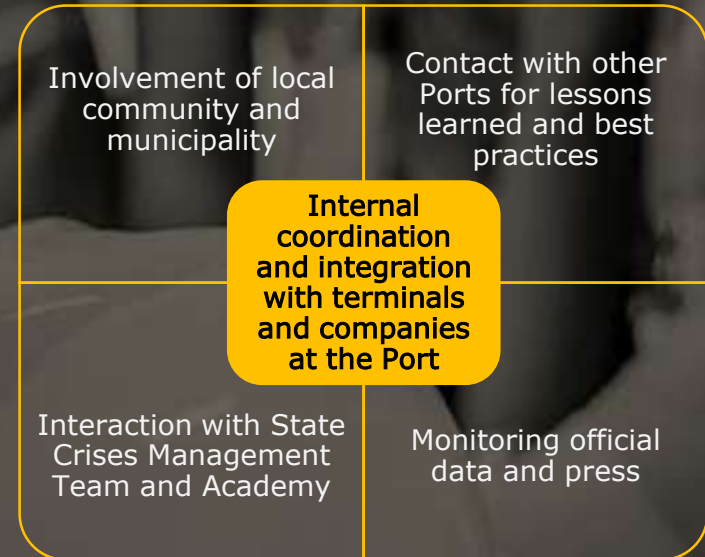 Involvement of local
community and
municipality
Contact with other
Ports for lessons
learned and best
practices
Internal
coordination
and integration
with terminals
and companies
at the Port
Interaction with State
Crises Management
Team and Academy
Monitoring official
data and press